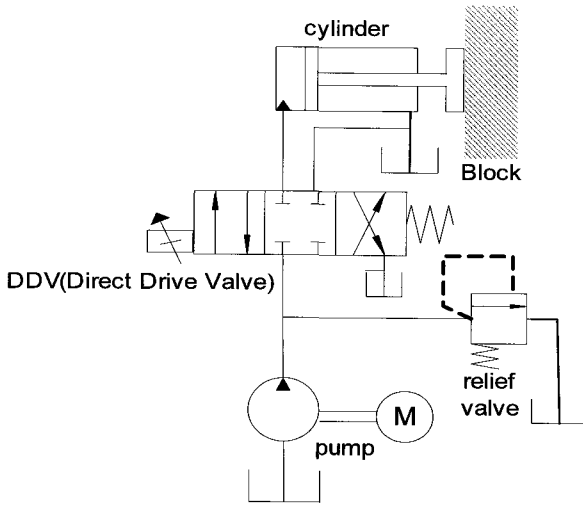 cylinder
Block
DDV(Direct Drive Valve)
relief
valve
M
pump